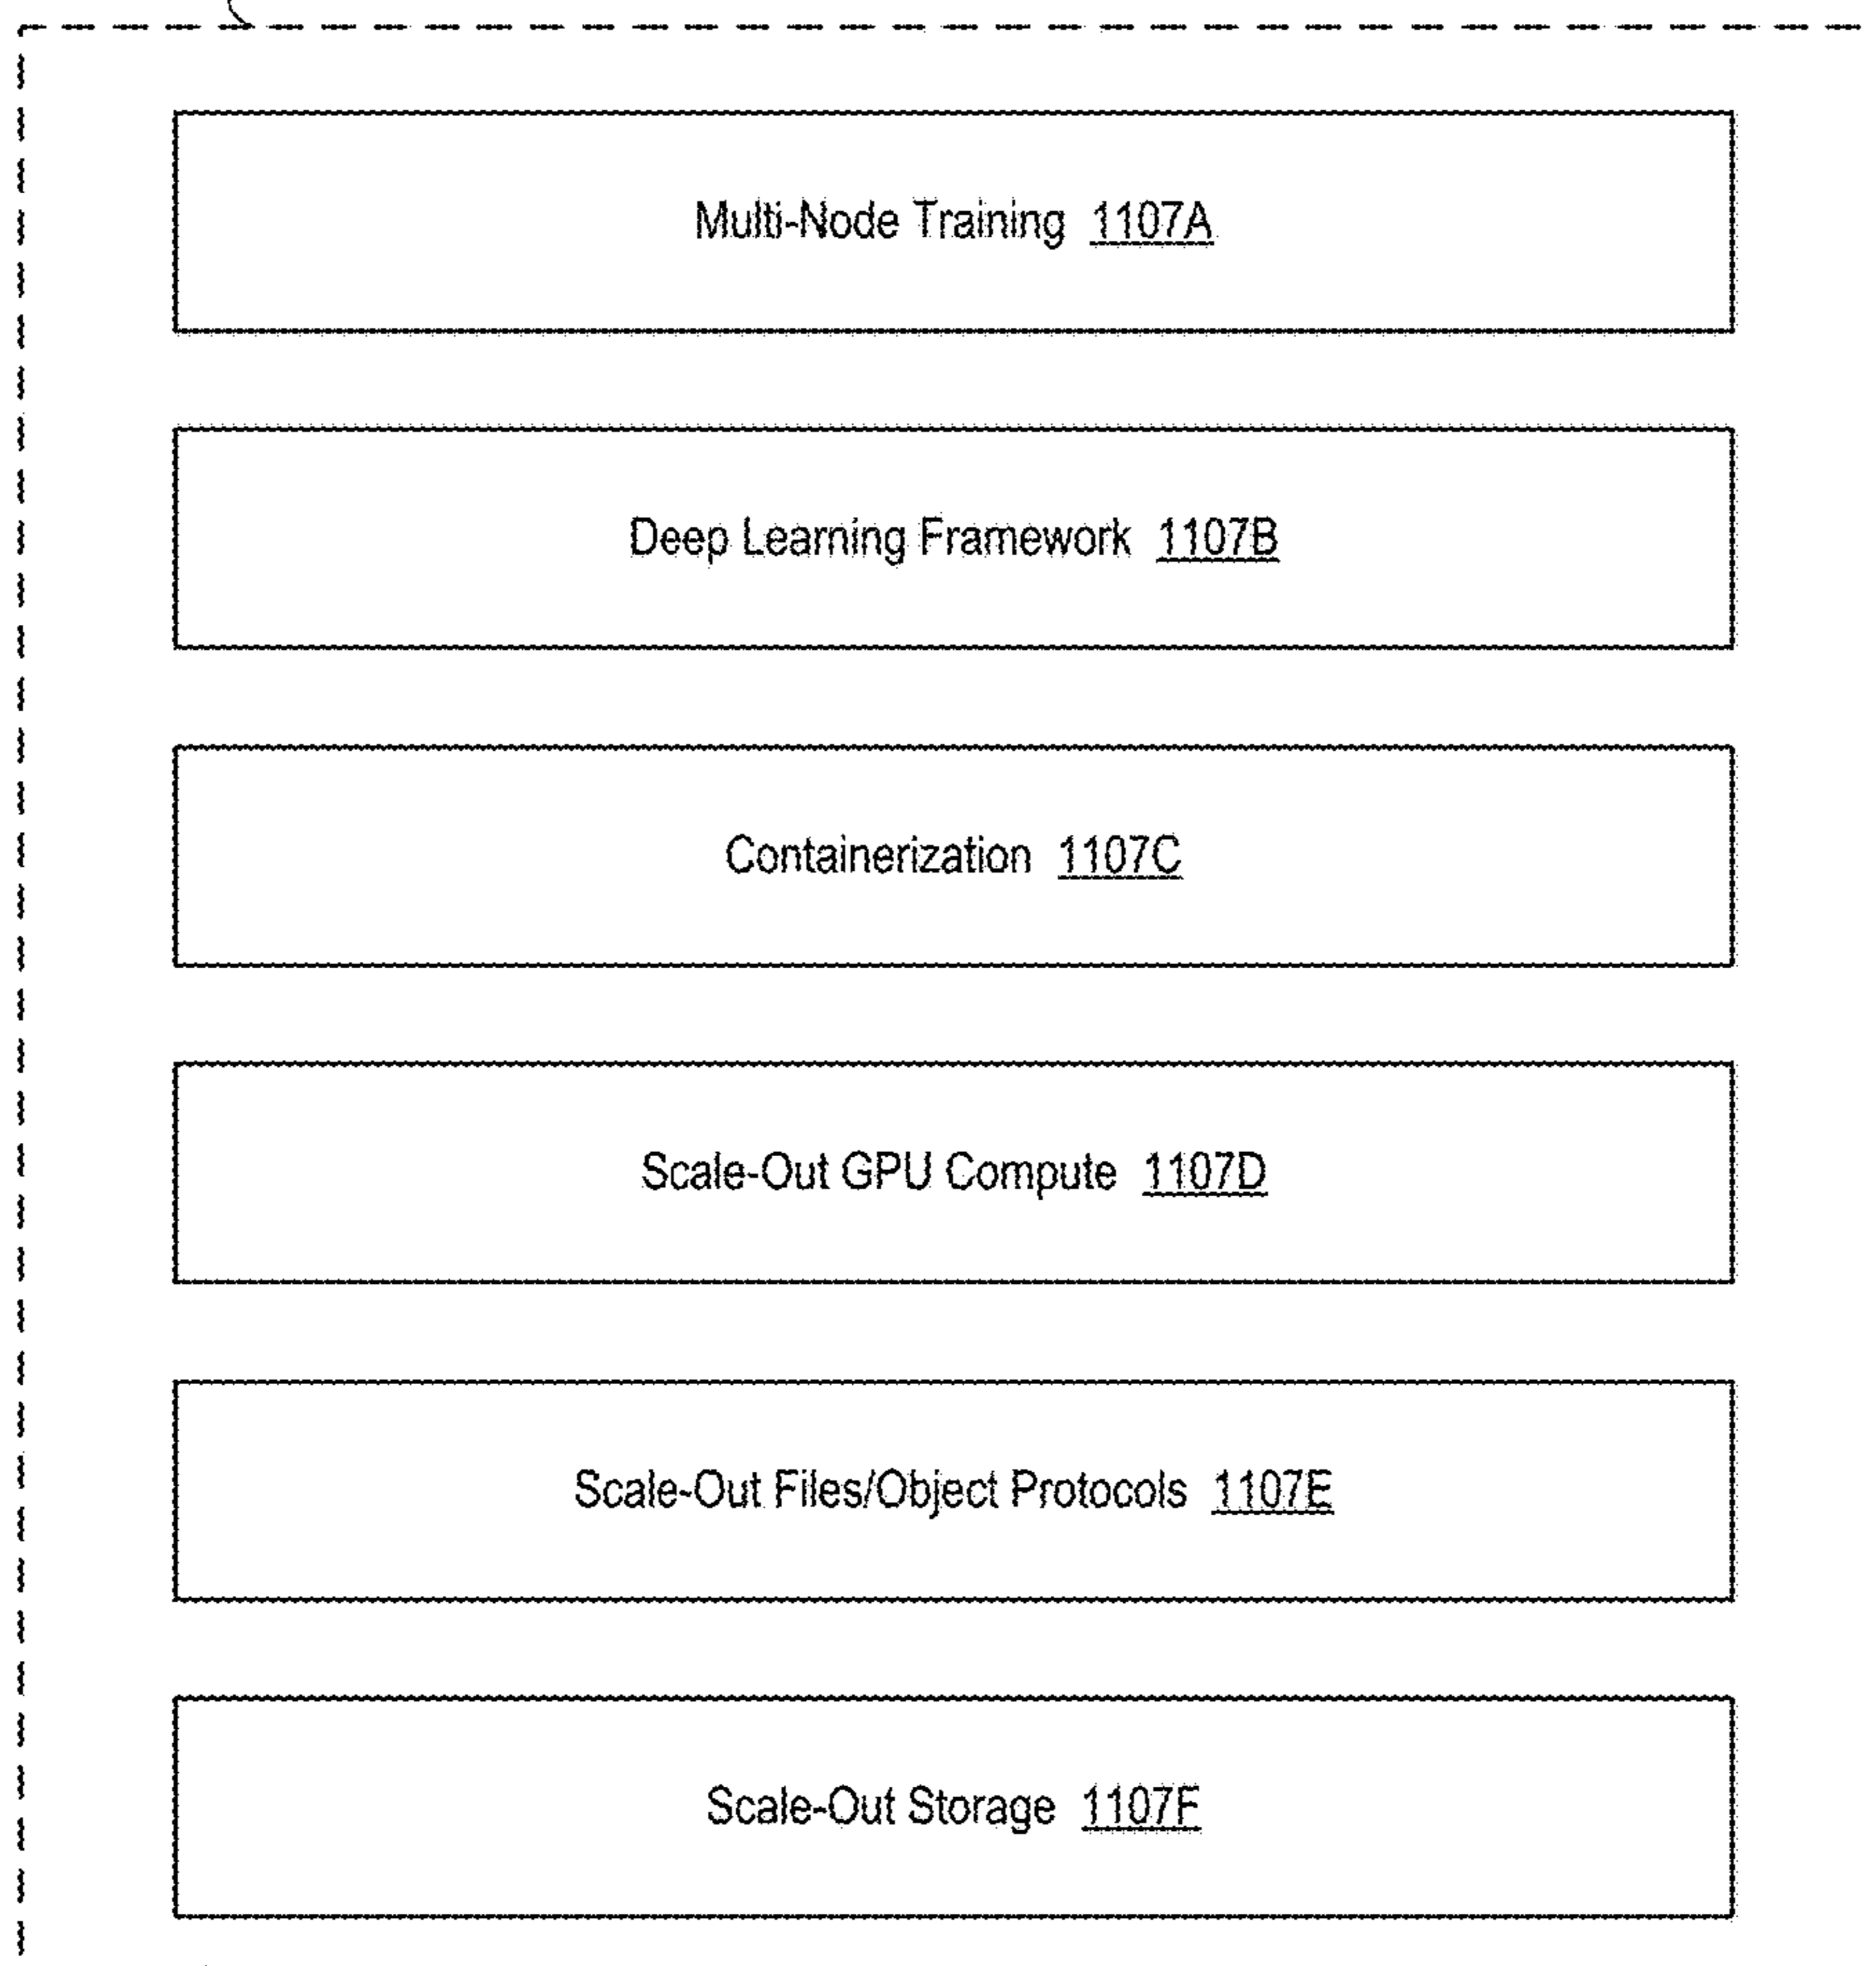 Multi-Node Training 1107A
Deep Learning Framework 1107B
Containerization 1107C
Scale-Out GPU Compute 1107D
Scale-Out Files/Object Protocols 1107E
Scale-Out Storage 1107F